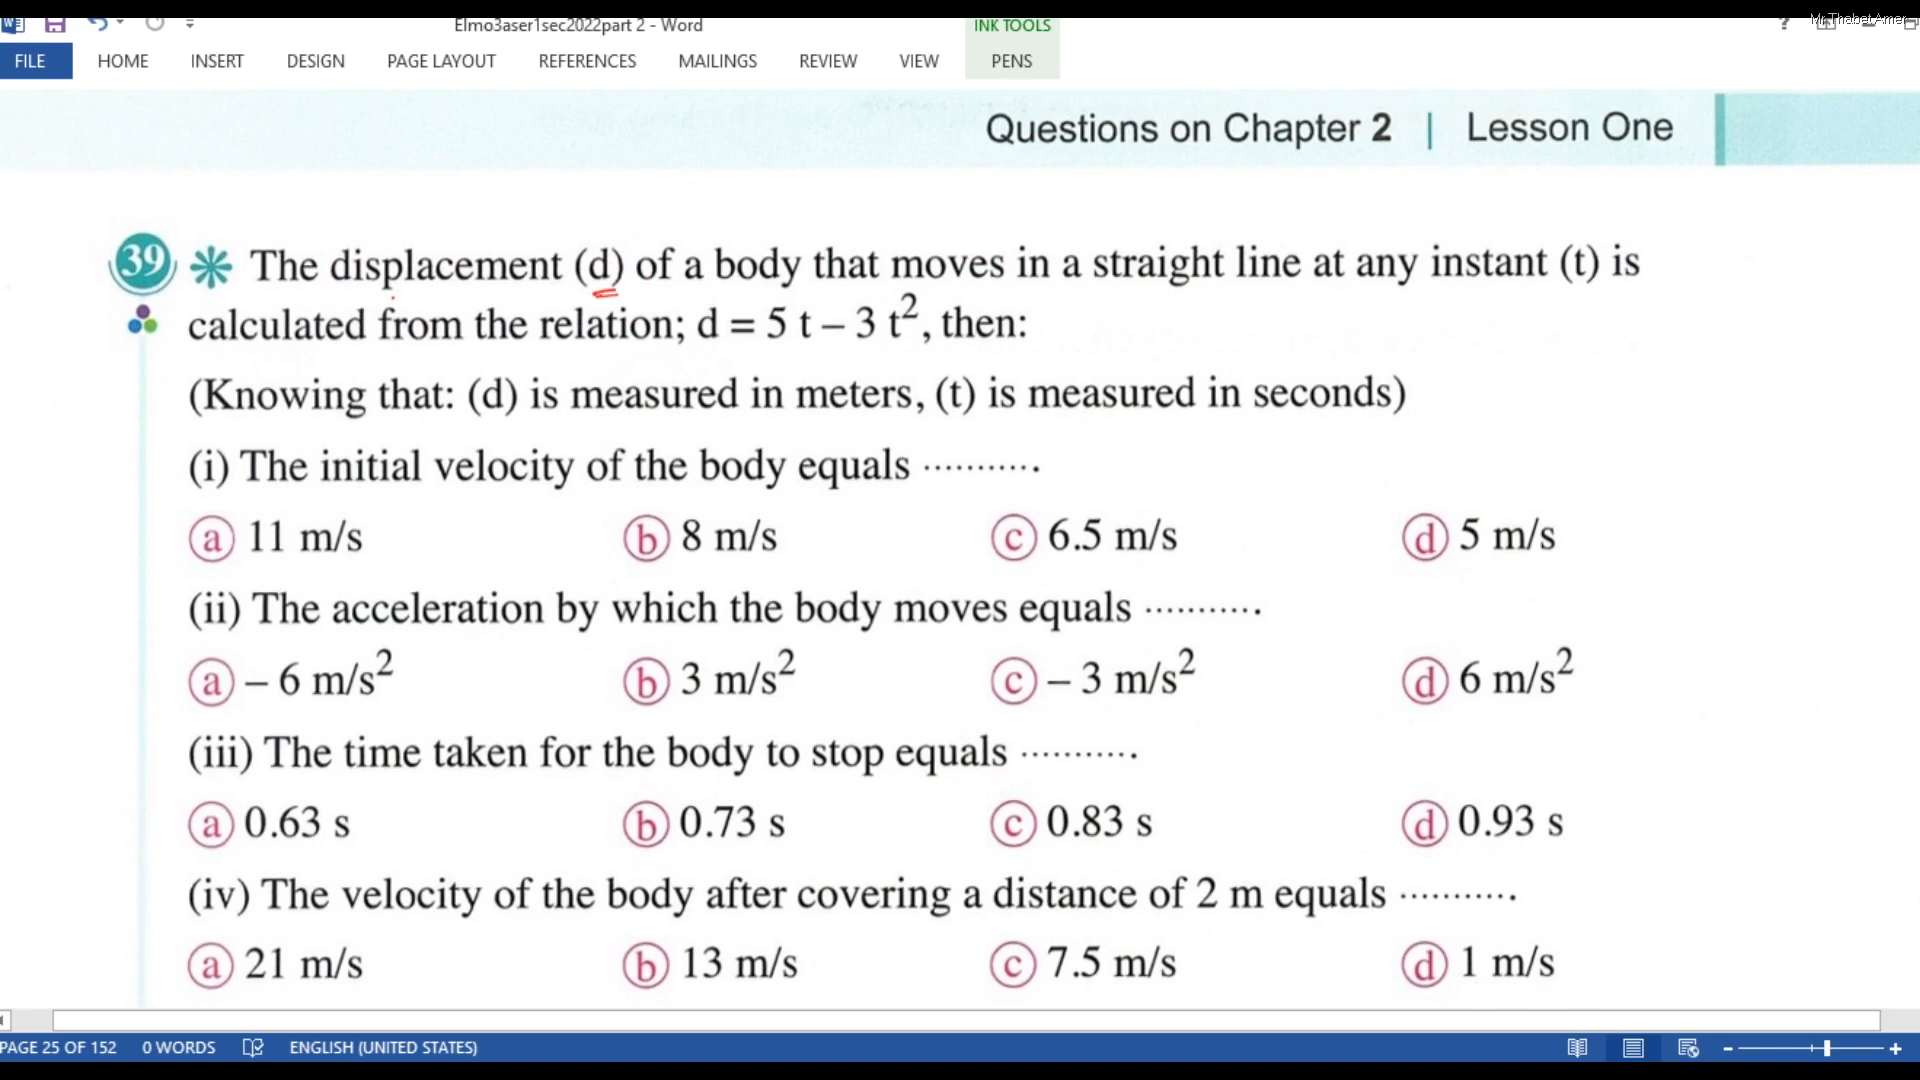 Elmo3aser1sec2022part 2 - Word
INK TOOLS
Mr.Thabet Amer
FILE HOME INSERT DESIGN PAGE LAYOUT REFERENCES MAILINGS REVIEW VIEW PENS
Questions on Chapter 2 | Lesson One
39 * The displacement (d) of a body that moves in a straight line at any instant (t) is
calculated from the relation; d = 5 t – 3 t², then:
(Knowing that: (d) is measured in meters, (t) is measured in seconds)
(i) The initial velocity of the body equals ··········.
a 11 m/s b 8 m/s c 6.5 m/s d 5 m/s
(ii) The acceleration by which the body moves equals ··········.
a – 6 m/s² b 3 m/s² c – 3 m/s² d 6 m/s²
(iii) The time taken for the body to stop equals ··········.
a 0.63 s b 0.73 s c 0.83 s d 0.93 s
(iv) The velocity of the body after covering a distance of 2 m equals ··········.
a 21 m/s b 13 m/s c 7.5 m/s d 1 m/s
PAGE 25 OF 152 0 WORDS ENGLISH (UNITED STATES)